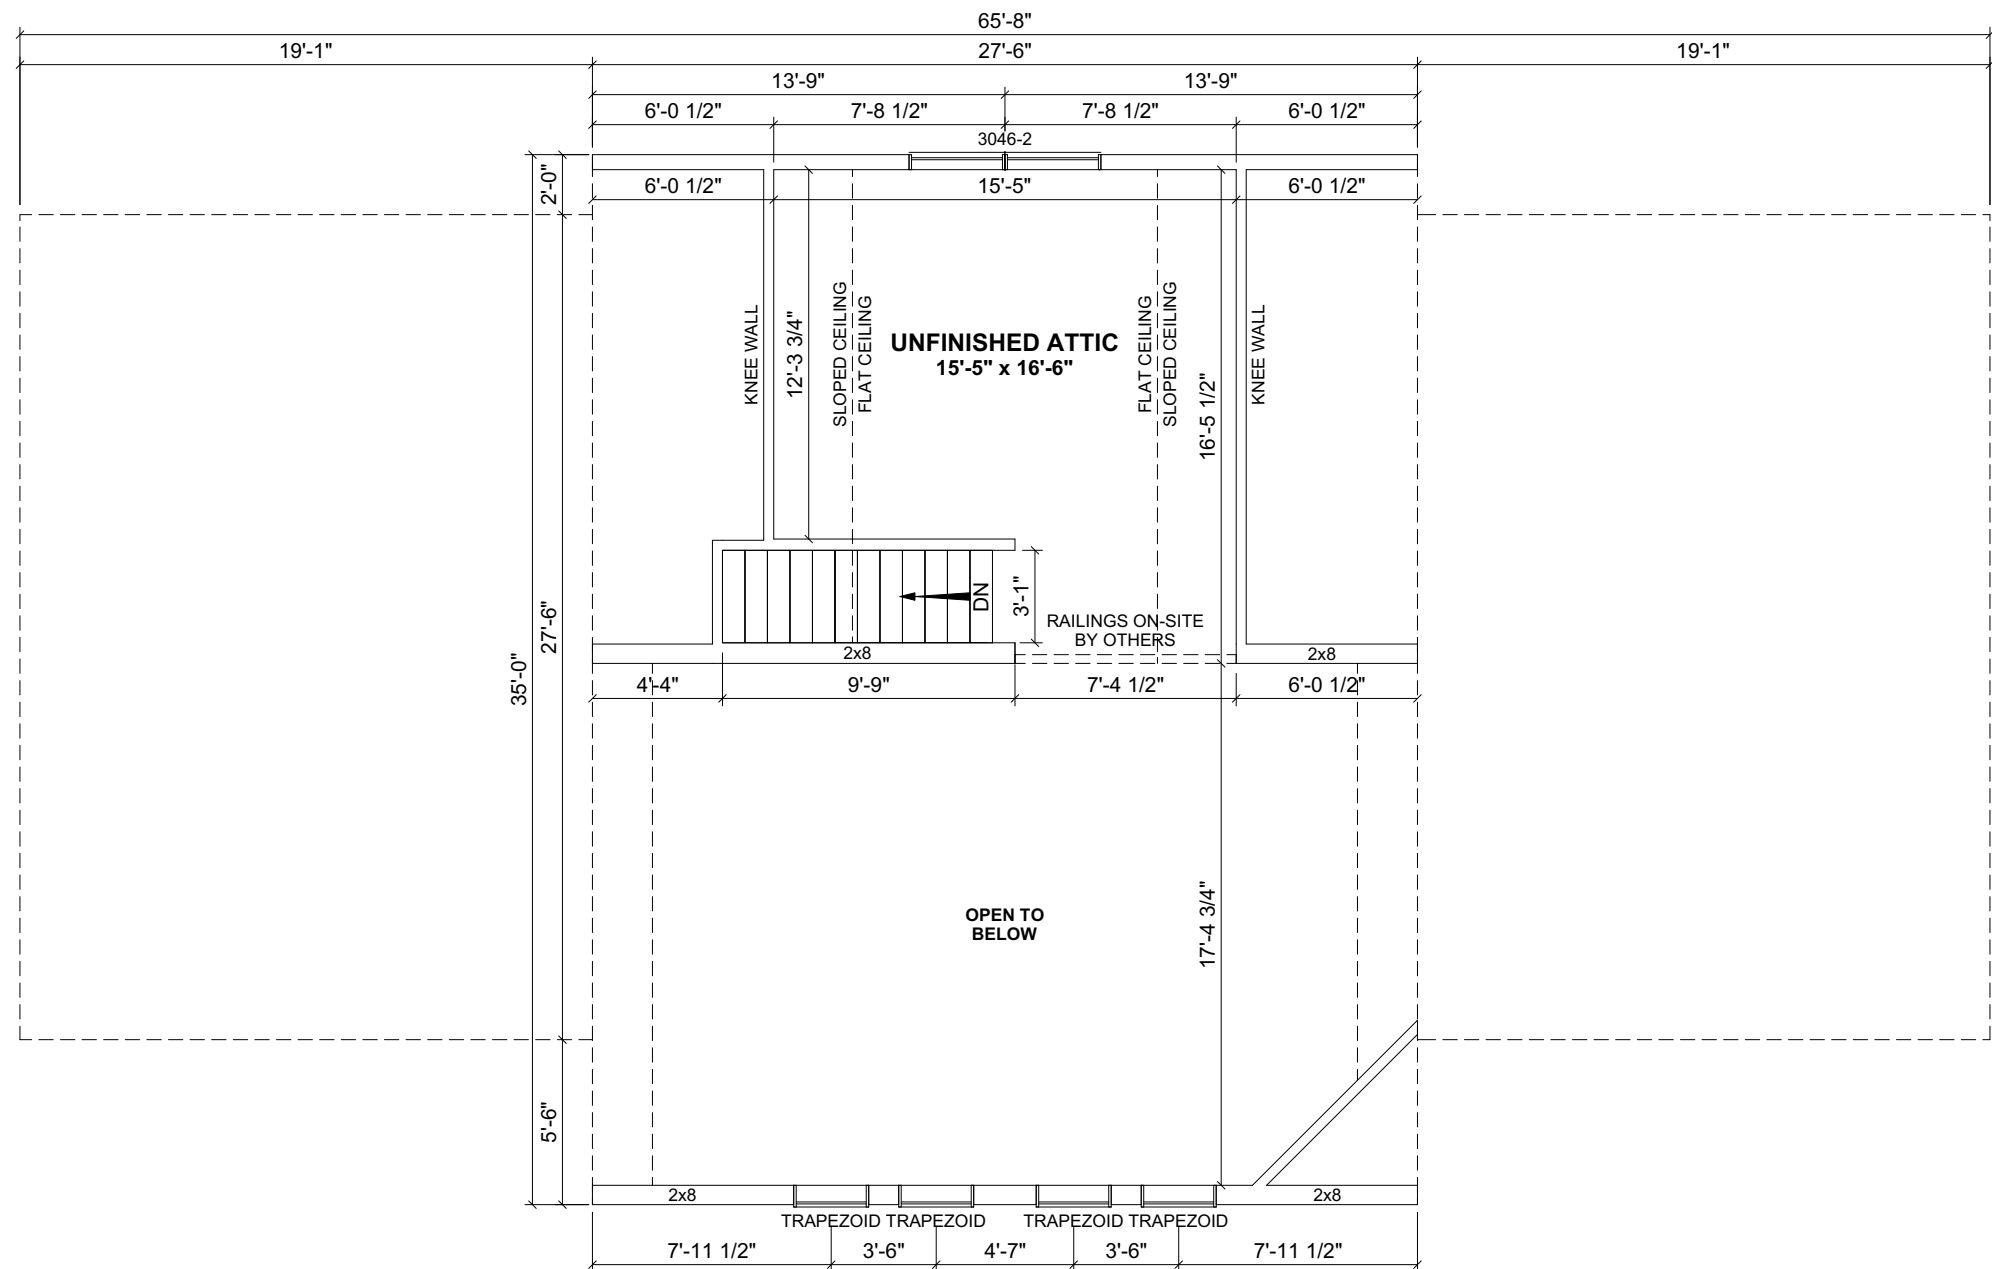 65'-8"
19'-1"
27'-6"
19'-1"
13'-9"
13'-9"
6'-0 1/2"
7'-8 1/2"
7'-8 1/2"
6'-0 1/2"
3046-2
2'-0"
6'-0 1/2"
15'-5"
6'-0 1/2"
KNEE WALL
12'-3 3/4"
SLOPED CEILING
FLAT CEILING
UNFINISHED ATTIC
15'-5" x 16'-6"
FLAT CEILING
SLOPED CEILING
16'-5 1/2"
KNEE WALL
35'-0"
27'-6"
DN
3'-1"
RAILINGS ON-SITE
BY OTHERS
2x8
2x8
4'-4"
9'-9"
7'-4 1/2"
6'-0 1/2"
OPEN TO
BELOW
17'-4 3/4"
5'-6"
2x8
2x8
TRAPEZOID
TRAPEZOID
TRAPEZOID
TRAPEZOID
7'-11 1/2"
3'-6"
4'-7"
3'-6"
7'-11 1/2"